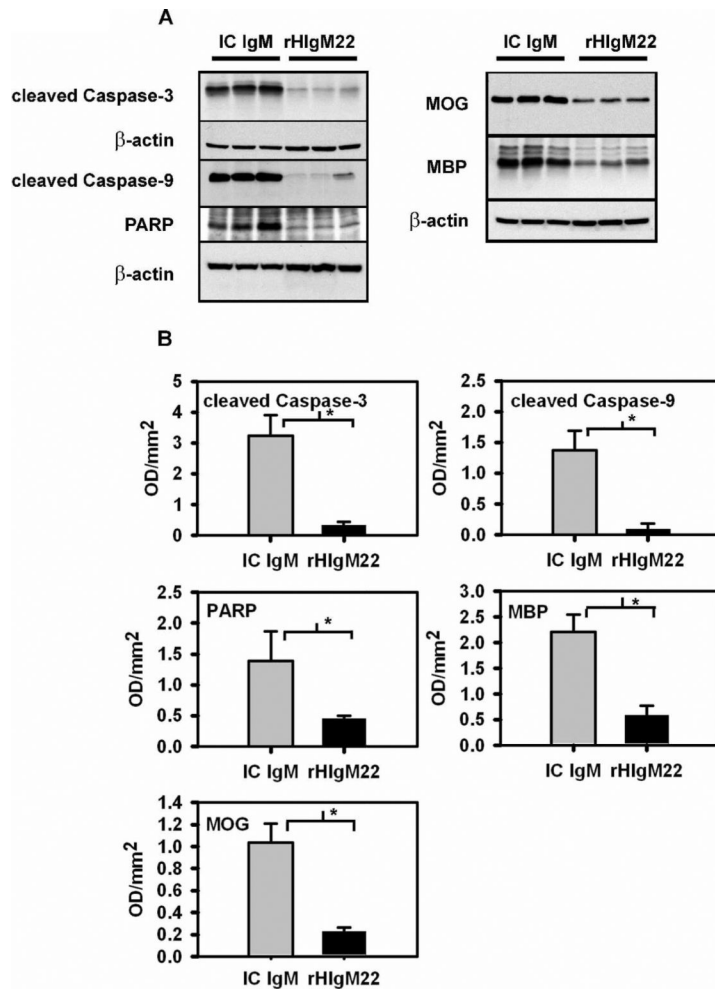 A
IC IgM rHIgM22
cleaved Caspase-3
β-actin
cleaved Caspase-9
PARP
β-actin
IC IgM rHIgM22
MOG
MBP
β-actin
B
cleaved Caspase-3
*
OD/mm²
5
4
3
2
1
0
IC IgM rHIgM22
cleaved Caspase-9
*
OD/mm²
2.5
2.0
1.5
1.0
0.5
0.0
IC IgM rHIgM22
PARP
*
OD/mm²
2.5
2.0
1.5
1.0
0.5
0.0
IC IgM rHIgM22
MBP
*
OD/mm²
3.0
2.5
2.0
1.5
1.0
0.5
0.0
IC IgM rHIgM22
MOG
*
OD/mm²
1.4
1.2
1.0
0.8
0.6
0.4
0.2
0.0
IC IgM rHIgM22